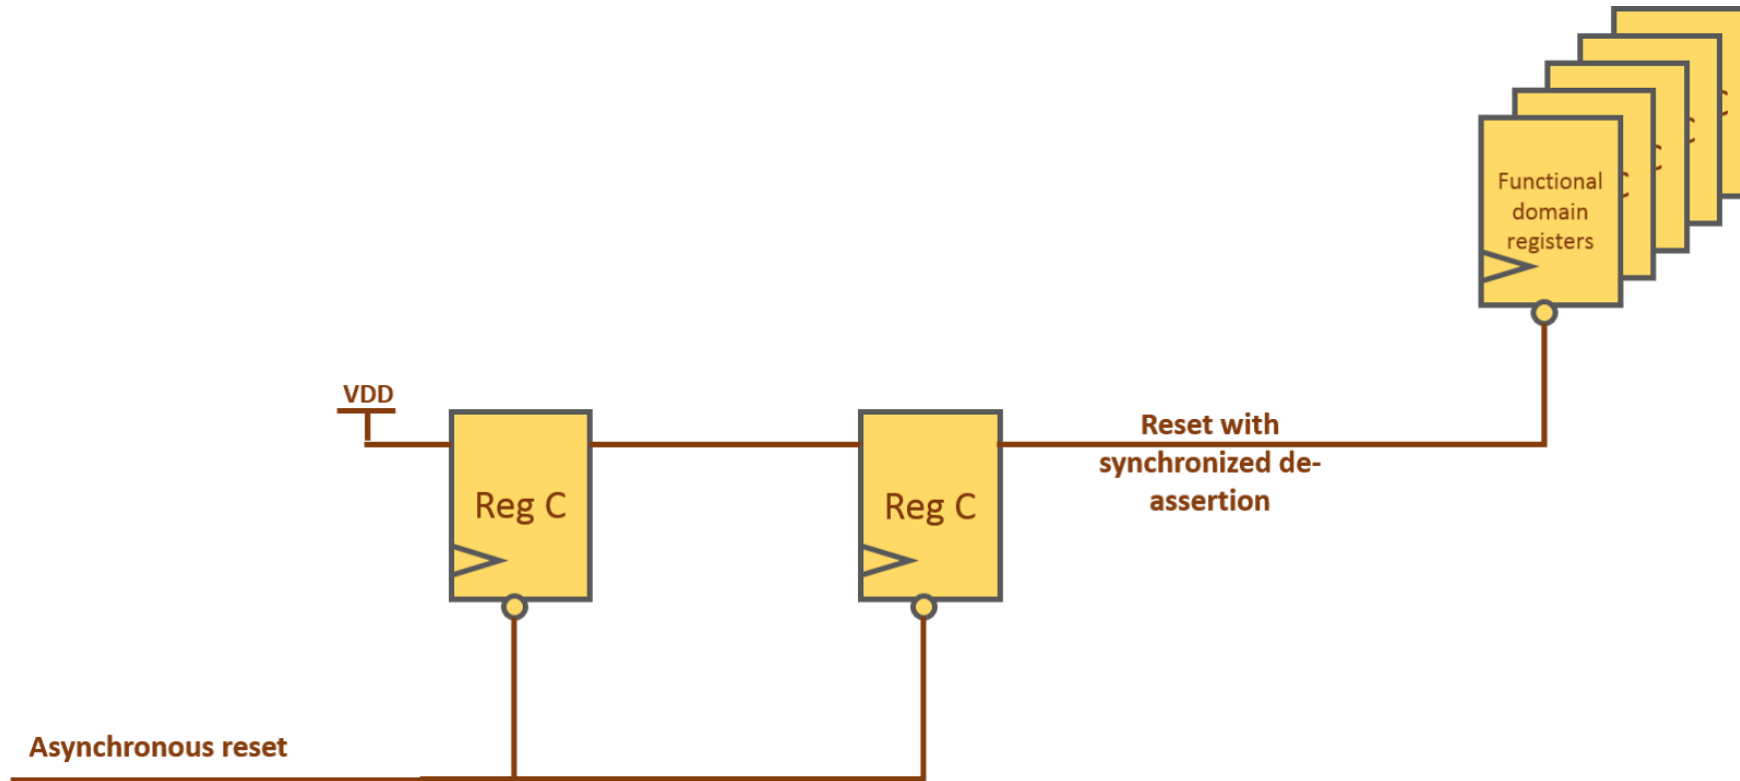 VDD
Reg C
Reg C
Reset with
synchronized de-
assertion
Functional
domain
registers
C
C
C
C
Asynchronous reset